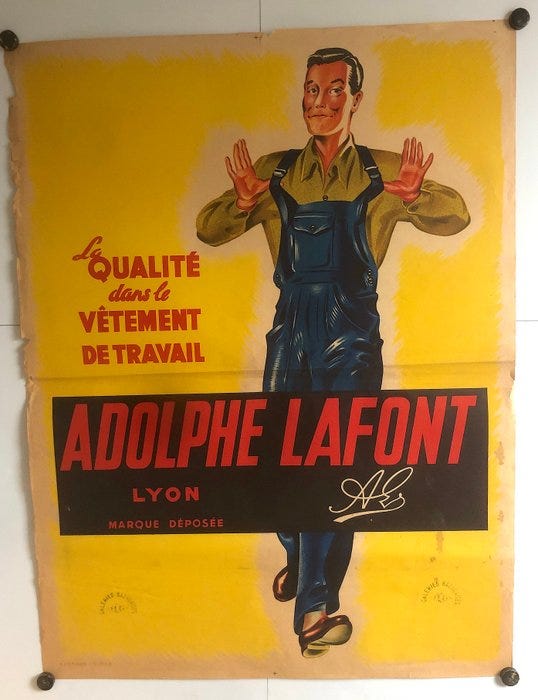 La
QUALITÉ
dans le
VÊTEMENT
DE TRAVAIL
ADOLPHE LAFONT
LYON
MARQUE DÉPOSÉE